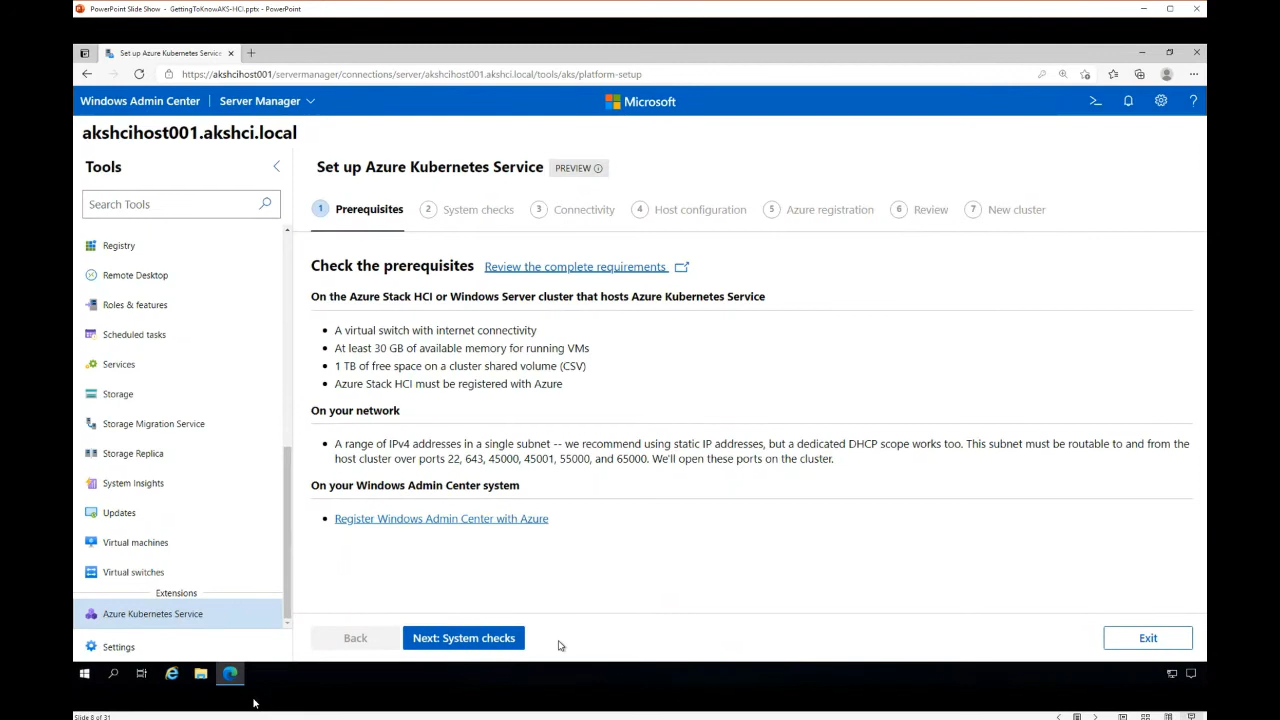 PowerPoint Slide Show - GettingToKnowAKS-HCI.pptx - PowerPoint
Set up Azure Kubernetes Service
https://akshcihost001/servermanager/connections/server/akshcihost001.akshci.local/tools/aks/platform-setup
Windows Admin Center | Server Manager
Microsoft
akshcihost001.akshci.local
Tools
Search Tools
Registry
Remote Desktop
Roles & features
Scheduled tasks
Services
Storage
Storage Migration Service
Storage Replica
System Insights
Updates
Virtual machines
Virtual switches
Extensions
Azure Kubernetes Service
Settings
Set up Azure Kubernetes Service PREVIEW
1 Prerequisites 2 System checks 3 Connectivity 4 Host configuration 5 Azure registration 6 Review 7 New cluster
Check the prerequisites Review the complete requirements
On the Azure Stack HCI or Windows Server cluster that hosts Azure Kubernetes Service
• A virtual switch with internet connectivity
• At least 30 GB of available memory for running VMs
• 1 TB of free space on a cluster shared volume (CSV)
• Azure Stack HCI must be registered with Azure
On your network
• A range of IPv4 addresses in a single subnet -- we recommend using static IP addresses, but a dedicated DHCP scope works too. This subnet must be routable to and from the
host cluster over ports 22, 643, 45000, 45001, 55000, and 65000. We'll open these ports on the cluster.
On your Windows Admin Center system
• Register Windows Admin Center with Azure
Back Next: System checks Exit
Slide 8 of 31